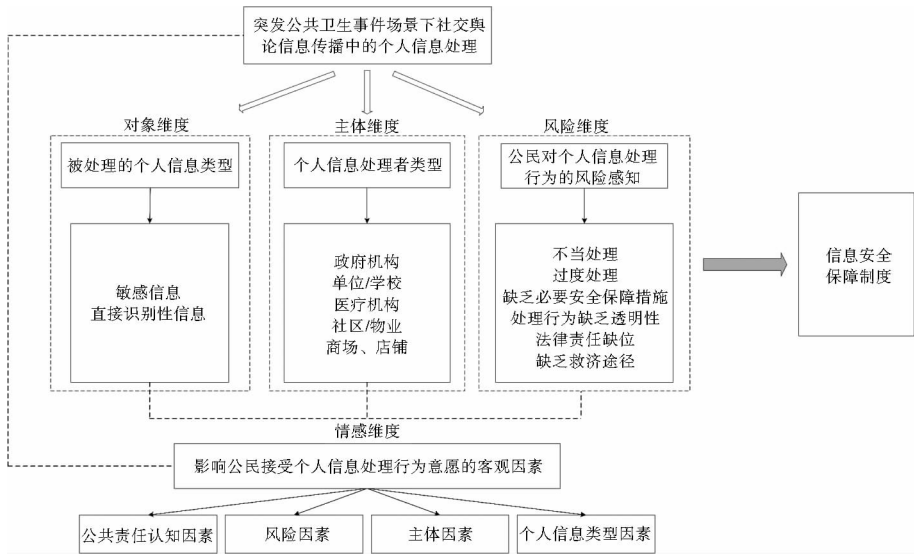 突发公共卫生事件场景下社交與
论信息传播中的个人信息处理
对象维度
主体维度
风险维度
被处理的个人信息类型
个人信息处理者类型
公民对个人信息处理
行为的风险感知
敏感信息
直接识别性信息
政府机构
单位/学校
医疗机构
社区/物业
商场、店铺
不当处理
过度处理
缺乏必要安全保障措施
处理行为缺乏透明性
法律责任缺位
缺乏救济途径
信息安全
保障制度
情感维度
影响公民接受个人信息处理行为意愿的客观因素
公共责任认知因素
风险因素
主体因素
个人信息类型因素